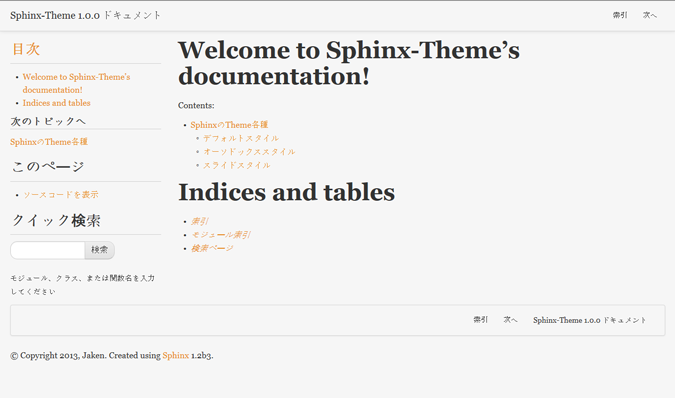 Sphinx-Theme 1.0.0 ドキュメント
索引 次へ
目次
Welcome to Sphinx-Theme's
documentation!
Indices and tables
次のトピックへ
SphinxのTheme各種
このページ
ソースコードを表示
クイック検索
検索
モジュール、クラス、または関数名を入力
してください
Welcome to Sphinx-Theme's
documentation!
Contents:
SphinxのTheme各種
デフォルトスタイル
オーソドックススタイル
スライドスタイル
Indices and tables
索引
モジュール索引
検索ページ
索引 次へ Sphinx-Theme 1.0.0 ドキュメント
© Copyright 2013, Jaken. Created using Sphinx 1.2b3.